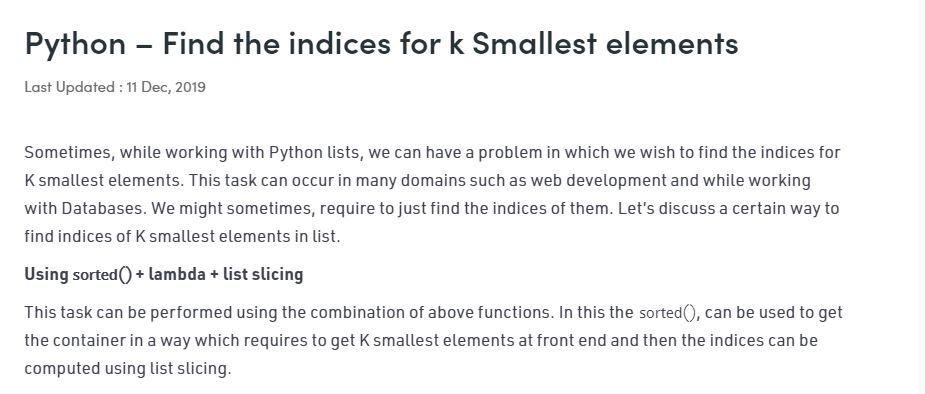 Python – Find the indices for k Smallest elements
Last Updated : 11 Dec, 2019
Sometimes, while working with Python lists, we can have a problem in which we wish to find the indices for
K smallest elements. This task can occur in many domains such as web development and while working
with Databases. We might sometimes, require to just find the indices of them. Let's discuss a certain way to
find indices of K smallest elements in list.
Using sorted() + lambda + list slicing
This task can be performed using the combination of above functions. In this the sorted(), can be used to get
the container in a way which requires to get K smallest elements at front end and then the indices can be
computed using list slicing.